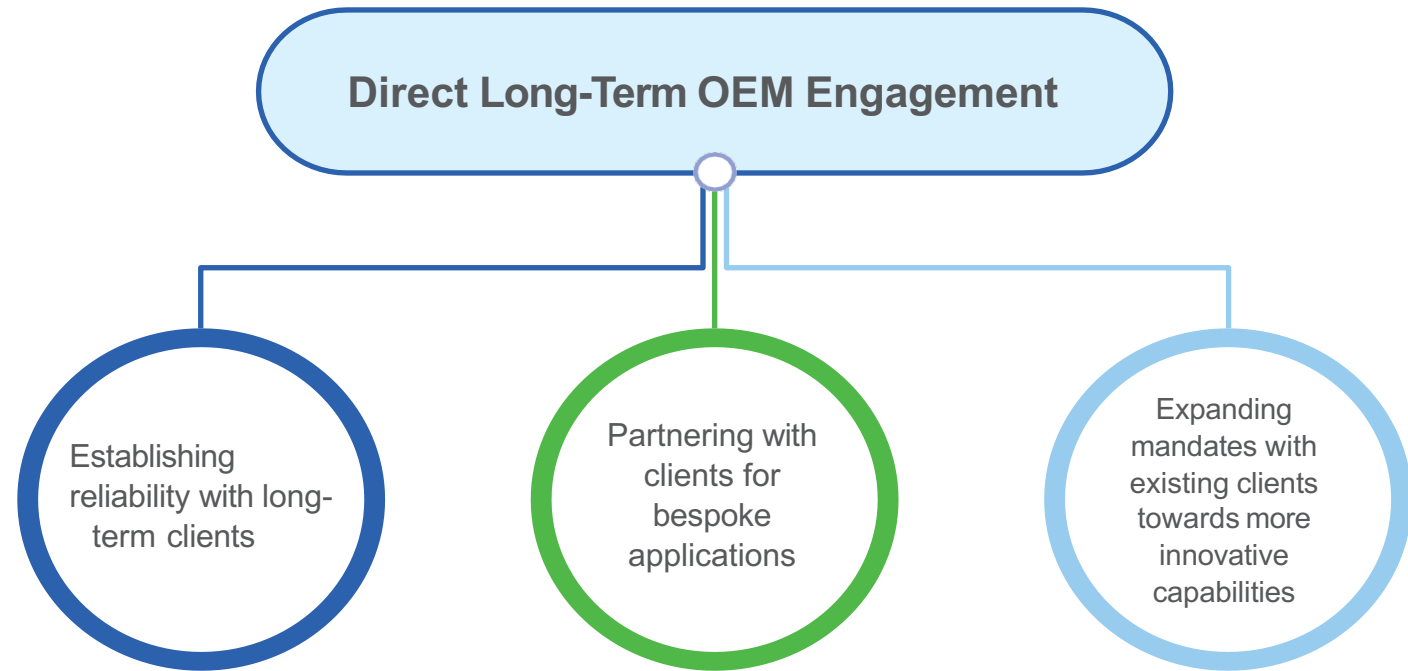 Direct Long-Term OEM Engagement
Establishing
reliability with long-
term clients
Partnering with
clients for
bespoke
applications
Expanding
mandates with
existing clients
towards more
innovative
capabilities